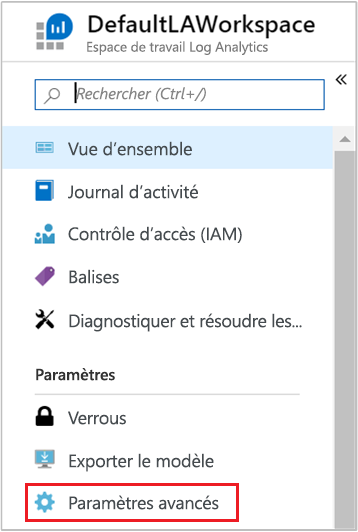 DefaultLAWorkspace
Espace de travail Log Analytics
Rechercher (Ctrl+/)
Vue d’ensemble
Journal d’activité
Contrôle d’accès (IAM)
Balises
Diagnostiquer et résoudre les...
Paramètres
Verrous
Exporter le modèle
Paramètres avancés